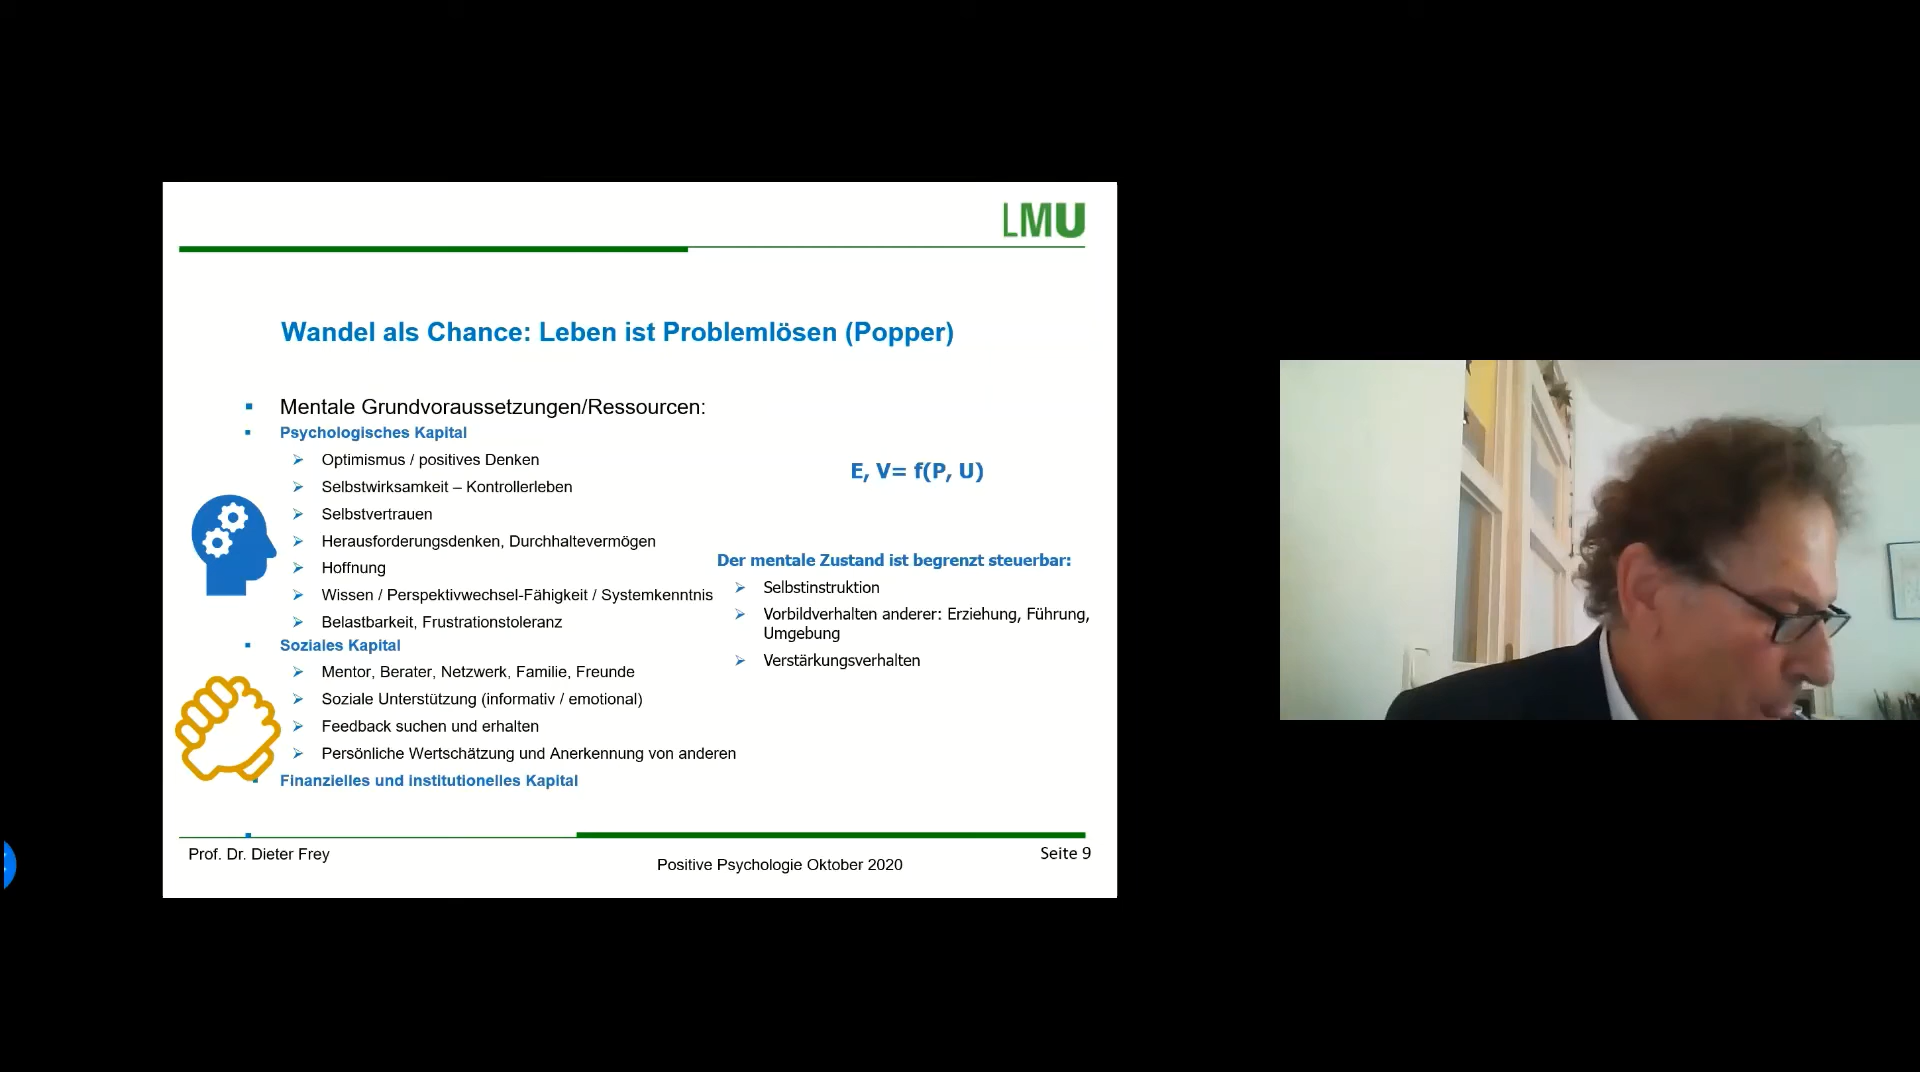 LMU
Wandel als Chance: Leben ist Problemlösen (Popper)
Mentale Grundvoraussetzungen/Ressourcen:
Psychologisches Kapital
Optimismus / positives Denken
Selbstwirksamkeit – Kontrollerleben
Selbstvertrauen
Herausforderungsdenken, Durchhaltevermögen
Hoffnung
Wissen / Perspektivwechsel-Fähigkeit / Systemkenntnis
Belastbarkeit, Frustrationstoleranz
Soziales Kapital
Mentor, Berater, Netzwerk, Familie, Freunde
Soziale Unterstützung (informativ / emotional)
Feedback suchen und erhalten
Persönliche Wertschätzung und Anerkennung von anderen
Finanzielles und institutionelles Kapital
E, V= f(P, U)
Der mentale Zustand ist begrenzt steuerbar:
Selbstinstruktion
Vorbildverhalten anderer: Erziehung, Führung,
Umgebung
Verstärkungsverhalten
Prof. Dr. Dieter Frey
Positive Psychologie Oktober 2020
Seite 9